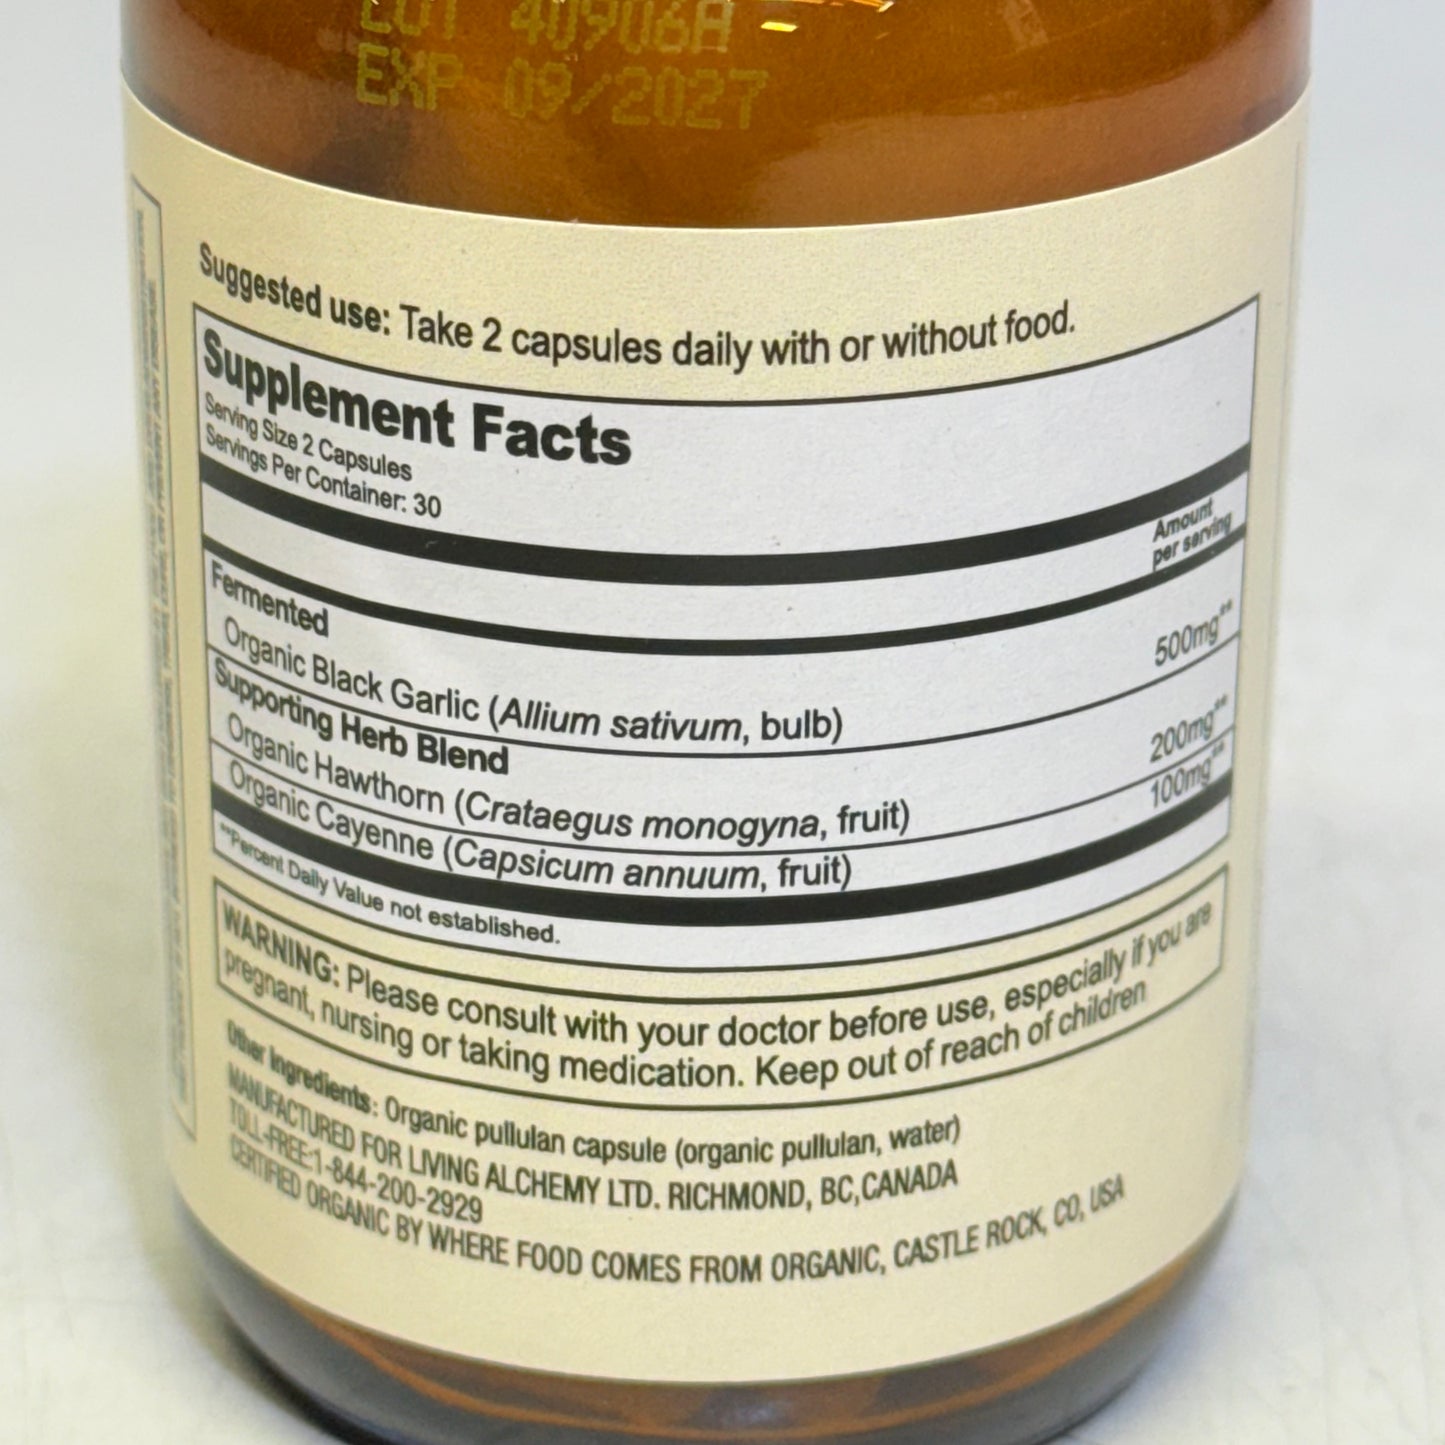 LOT 40906A
EXP 09/2027
Suggested use: Take 2 capsules daily with or without food.
Supplement Facts
Serving Size 2 Capsules
Servings Per Container: 30
Amount
per serving
Fermented
Organic Black Garlic (Allium sativum, bulb) 500mg**
Supporting Herb Blend
Organic Hawthorn (Crataegus monogyna, fruit) 200mg**
Organic Cayenne (Capsicum annuum, fruit) 100mg**
**Percent Daily Value not established.
WARNING: Please consult with your doctor before use, especially if you are
pregnant, nursing or taking medication. Keep out of reach of children
Other Ingredients: Organic pullulan capsule (organic pullulan, water)
MANUFACTURED FOR LIVING ALCHEMY LTD. RICHMOND, BC,CANADA
TOLL-FREE:1-844-200-2929
CERTIFIED ORGANIC BY WHERE FOOD COMES FROM ORGANIC, CASTLE ROCK, CO, USA